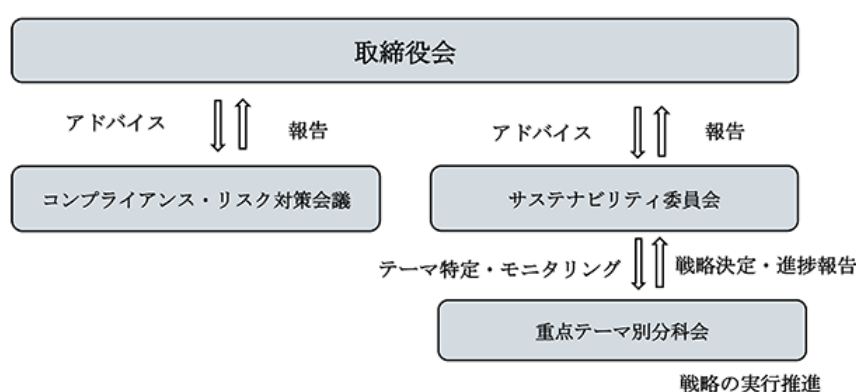 取締役会
アドバイス
報告
アドバイス
報告
コンプライアンス・リスク対策会議
サステナビリティ委員会
テーマ特定・モニタリング
戦略決定・進捗報告
重点テーマ別分科会
戦略の実行推進